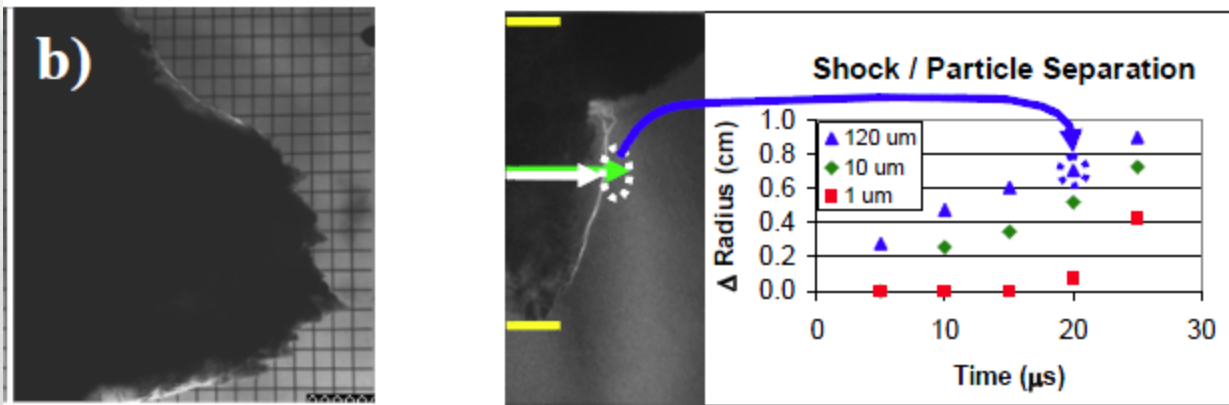 b)
Shock / Particle Separation
Δ Radius (cm)
1.0
0.8
0.6
0.4
0.2
0.0
120 um
10 um
1 um
0
10
20
30
Time (μs)